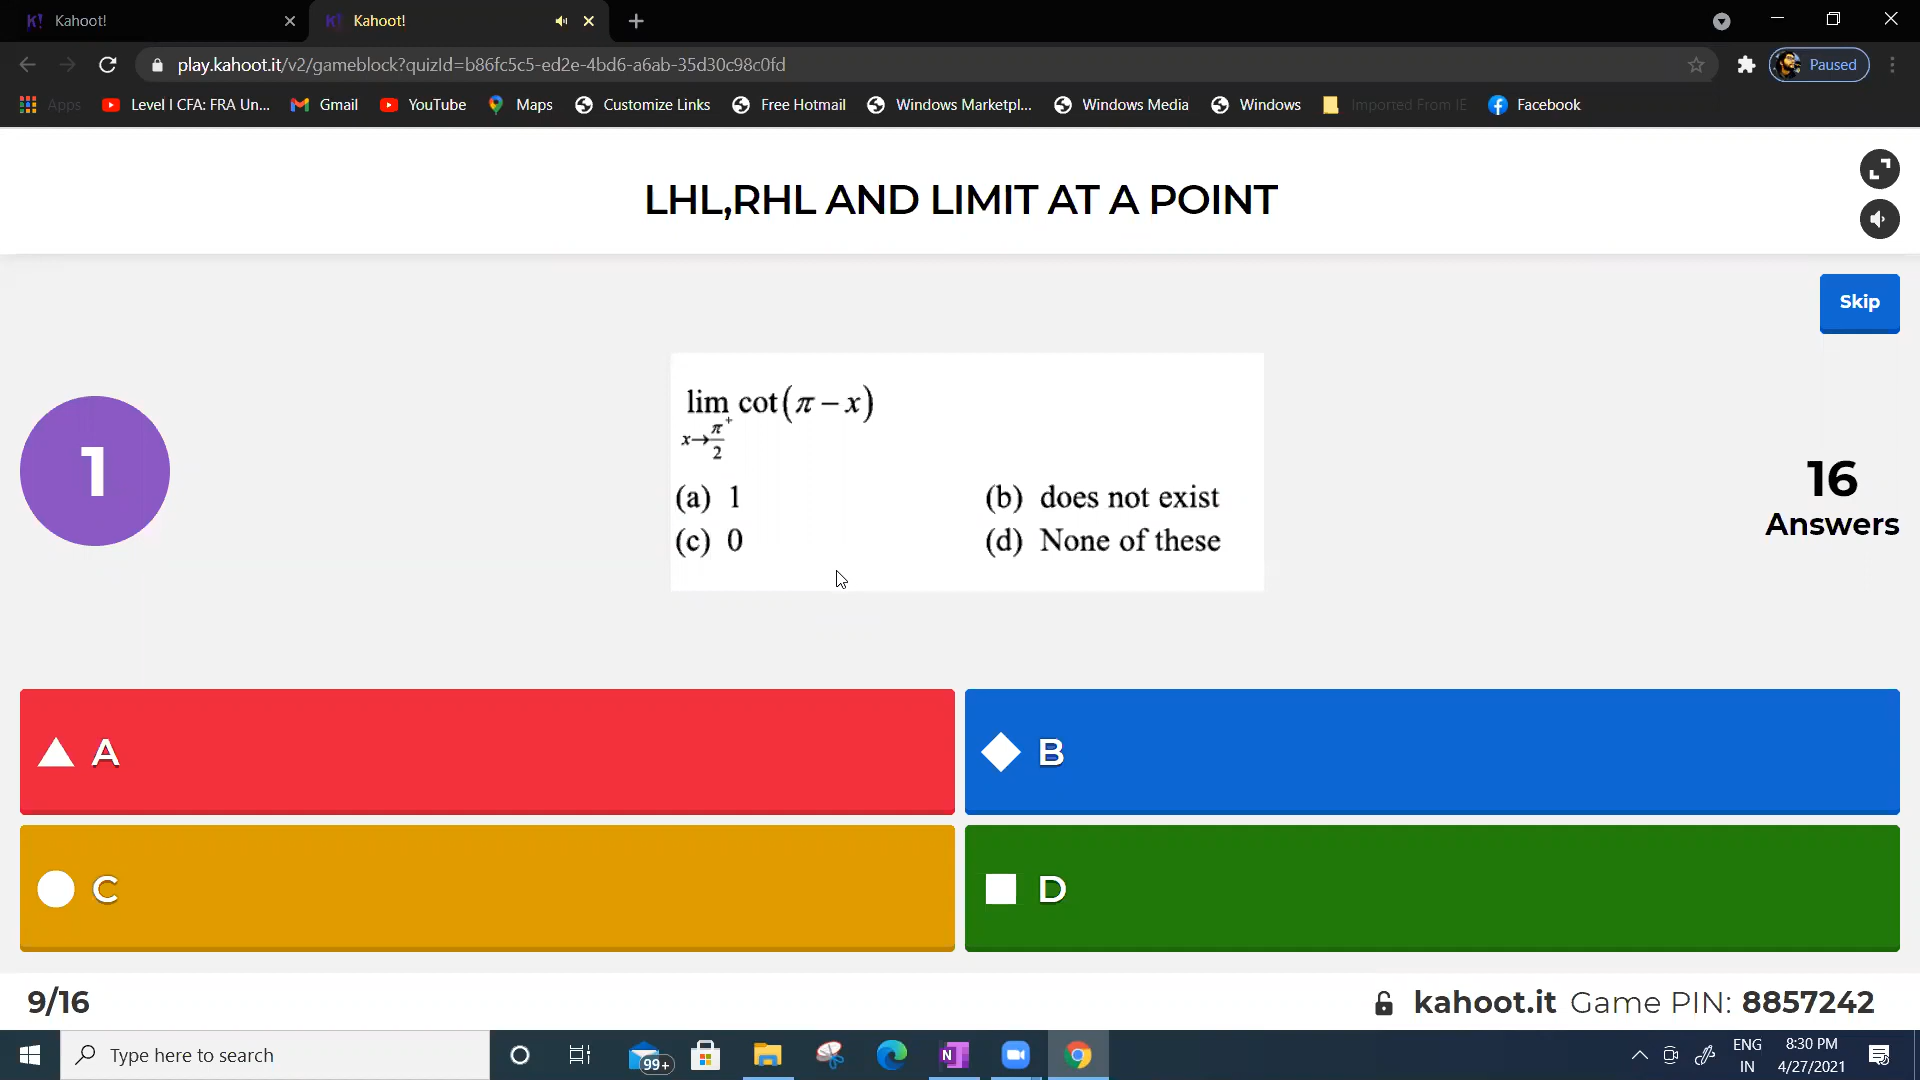 Kahoot!
Kahoot!
play.kahoot.it/v2/gameblock?quizId=b86fc5c5-ed2e-4bd6-a6ab-35d30c98c0fd
Paused
Apps
Level I CFA: FRA Un...
Gmail
YouTube
Maps
Customize Links
Free Hotmail
Windows Marketpl...
Windows Media
Windows
Imported From IE
Facebook
LHL,RHL AND LIMIT AT A POINT
Skip
1
lim cot(π − x)
x→π/2⁺
(a) 1
(b) does not exist
(c) 0
(d) None of these
16
Answers
A
B
C
D
9/16
kahoot.it Game PIN: 8857242
Type here to search
99+
N
ENG
IN
8:30 PM
4/27/2021